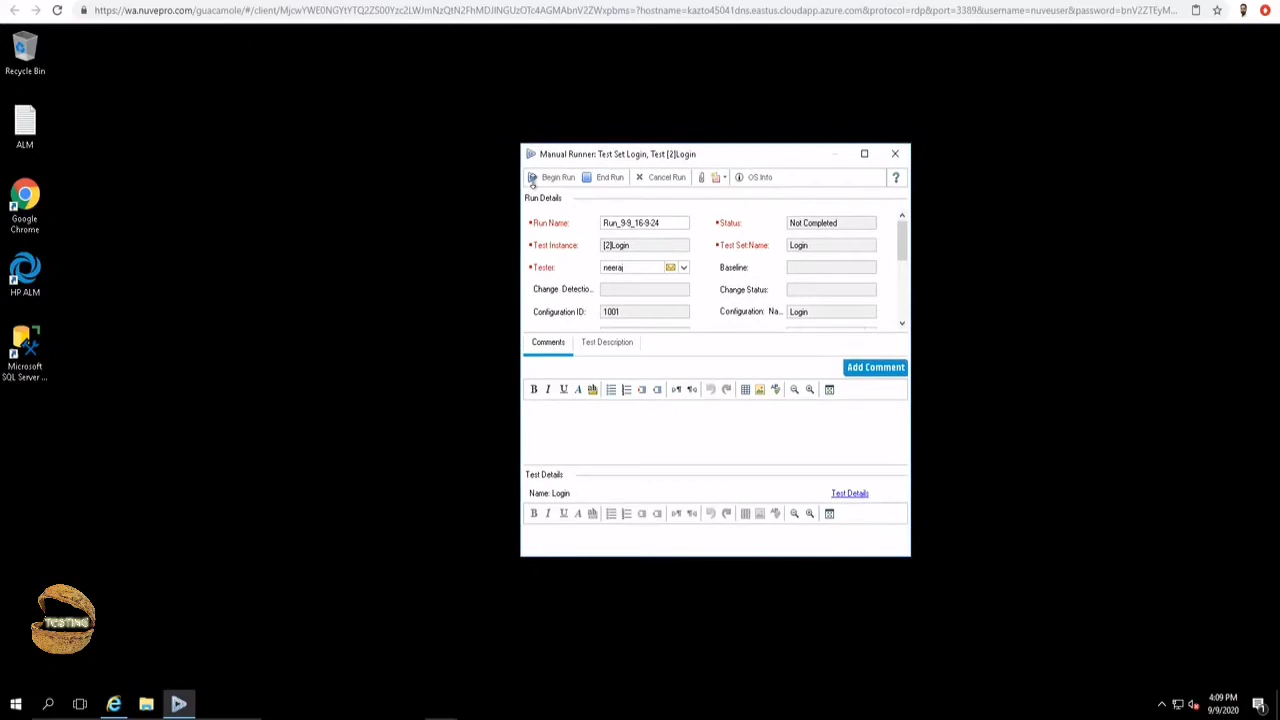 Recycle Bin
ALM
Google
Chrome
HP ALM
Microsoft
SQL Server ...
Manual Runner: Test Set Login, Test [2]Login
Begin Run End Run Cancel Run OS Info ?
Run Details
*Run Name: Run_9-9_16-9-24 *Status: Not Completed
*Test Instance: [2]Login *Test Set Name: Login
*Tester: neeraj Baseline:
Change Detectio... Change Status:
Configuration ID: 1001 Configuration: Na... Login
Comments Test Description
Add Comment
B I U A ab
Test Details
Name: Login Test Details
B I U A ab
TESTING
4:09 PM
9/9/2020